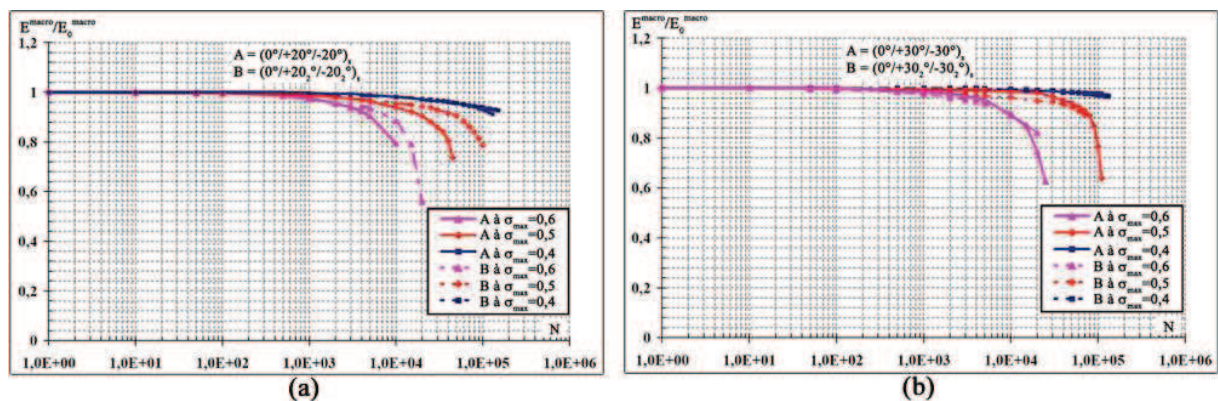 E^macro/E_0^macro
1,2
1
0,8
0,6
0,4
0,2
0
A = (0°/+20°/-20°)_s
B = (0°/+20_2°/-20_2°)_s
A à σ_max=0,6
A à σ_max=0,5
A à σ_max=0,4
B à σ_max=0,6
B à σ_max=0,5
B à σ_max=0,4
N
1,0E+00 1,0E+01 1,0E+02 1,0E+03 1,0E+04 1,0E+05 1,0E+06
(a)
E^macro/E_0^macro
1,2
1
0,8
0,6
0,4
0,2
0
A = (0°/+30°/-30°)_s
B = (0°/+30_2°/-30_2°)_s
A à σ_max=0,6
A à σ_max=0,5
A à σ_max=0,4
B à σ_max=0,6
B à σ_max=0,5
B à σ_max=0,4
N
1,0E+00 1,0E+01 1,0E+02 1,0E+03 1,0E+04 1,0E+05 1,0E+06
(b)